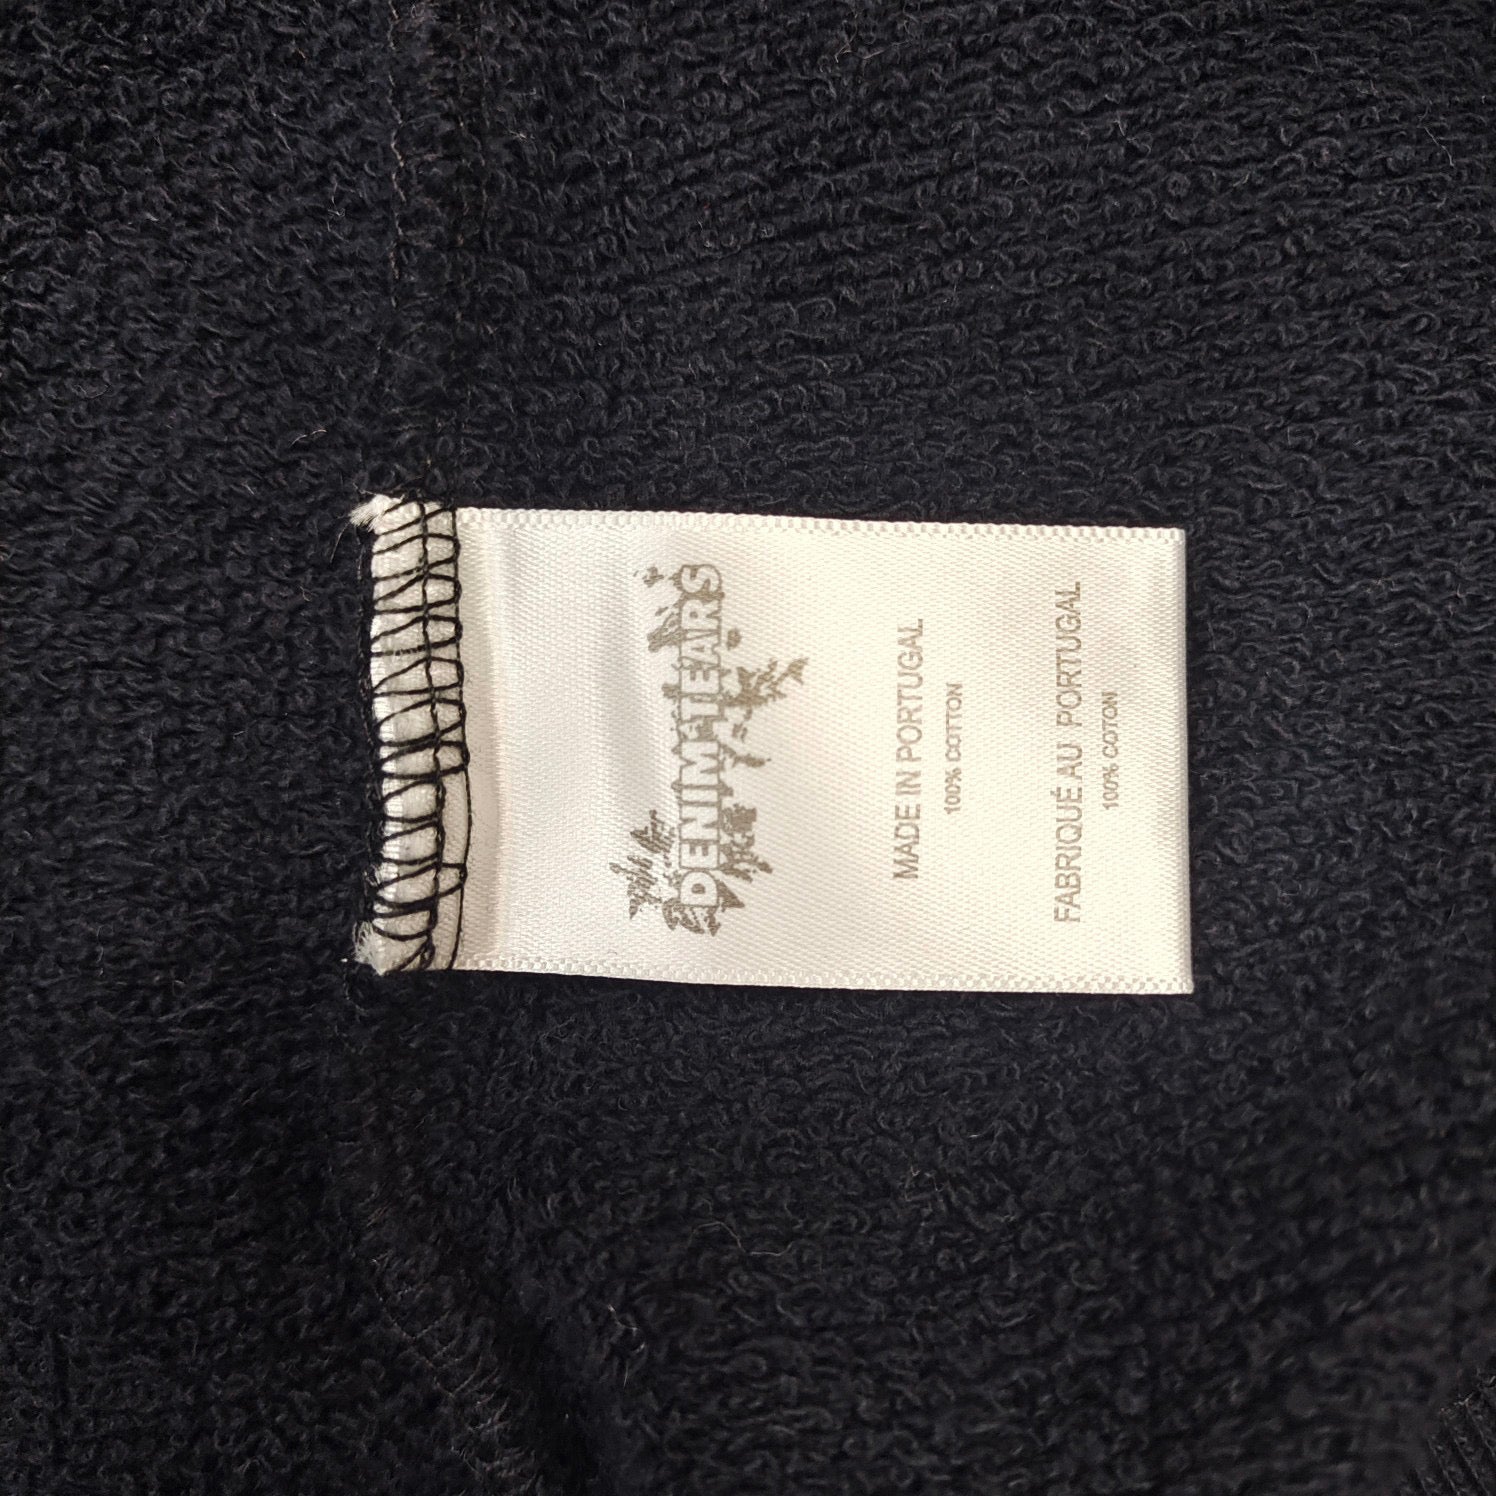 DENIM TEARS
MADE IN PORTUGAL
100% COTTON
FABRIQUÉ AU PORTUGAL
100% COTON